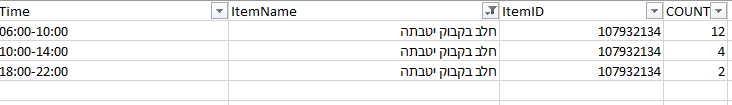 Time ItemName ItemID COUNT
06:00-10:00 חלב בקבוק יטבתה 107932134 12
10:00-14:00 חלב בקבוק יטבתה 107932134 4
18:00-22:00 חלב בקבוק יטבתה 107932134 2